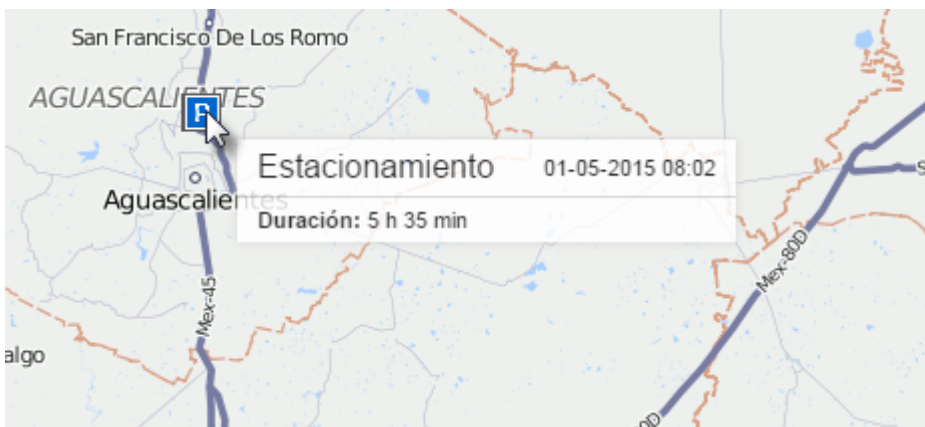 San Francisco De Los Romo
AGUASCALIENTES
P
Estacionamiento 01-05-2015 08:02
Aguascalientes
Duración: 5 h 35 min
Mex-45
Mex-80D
algo
0D
S